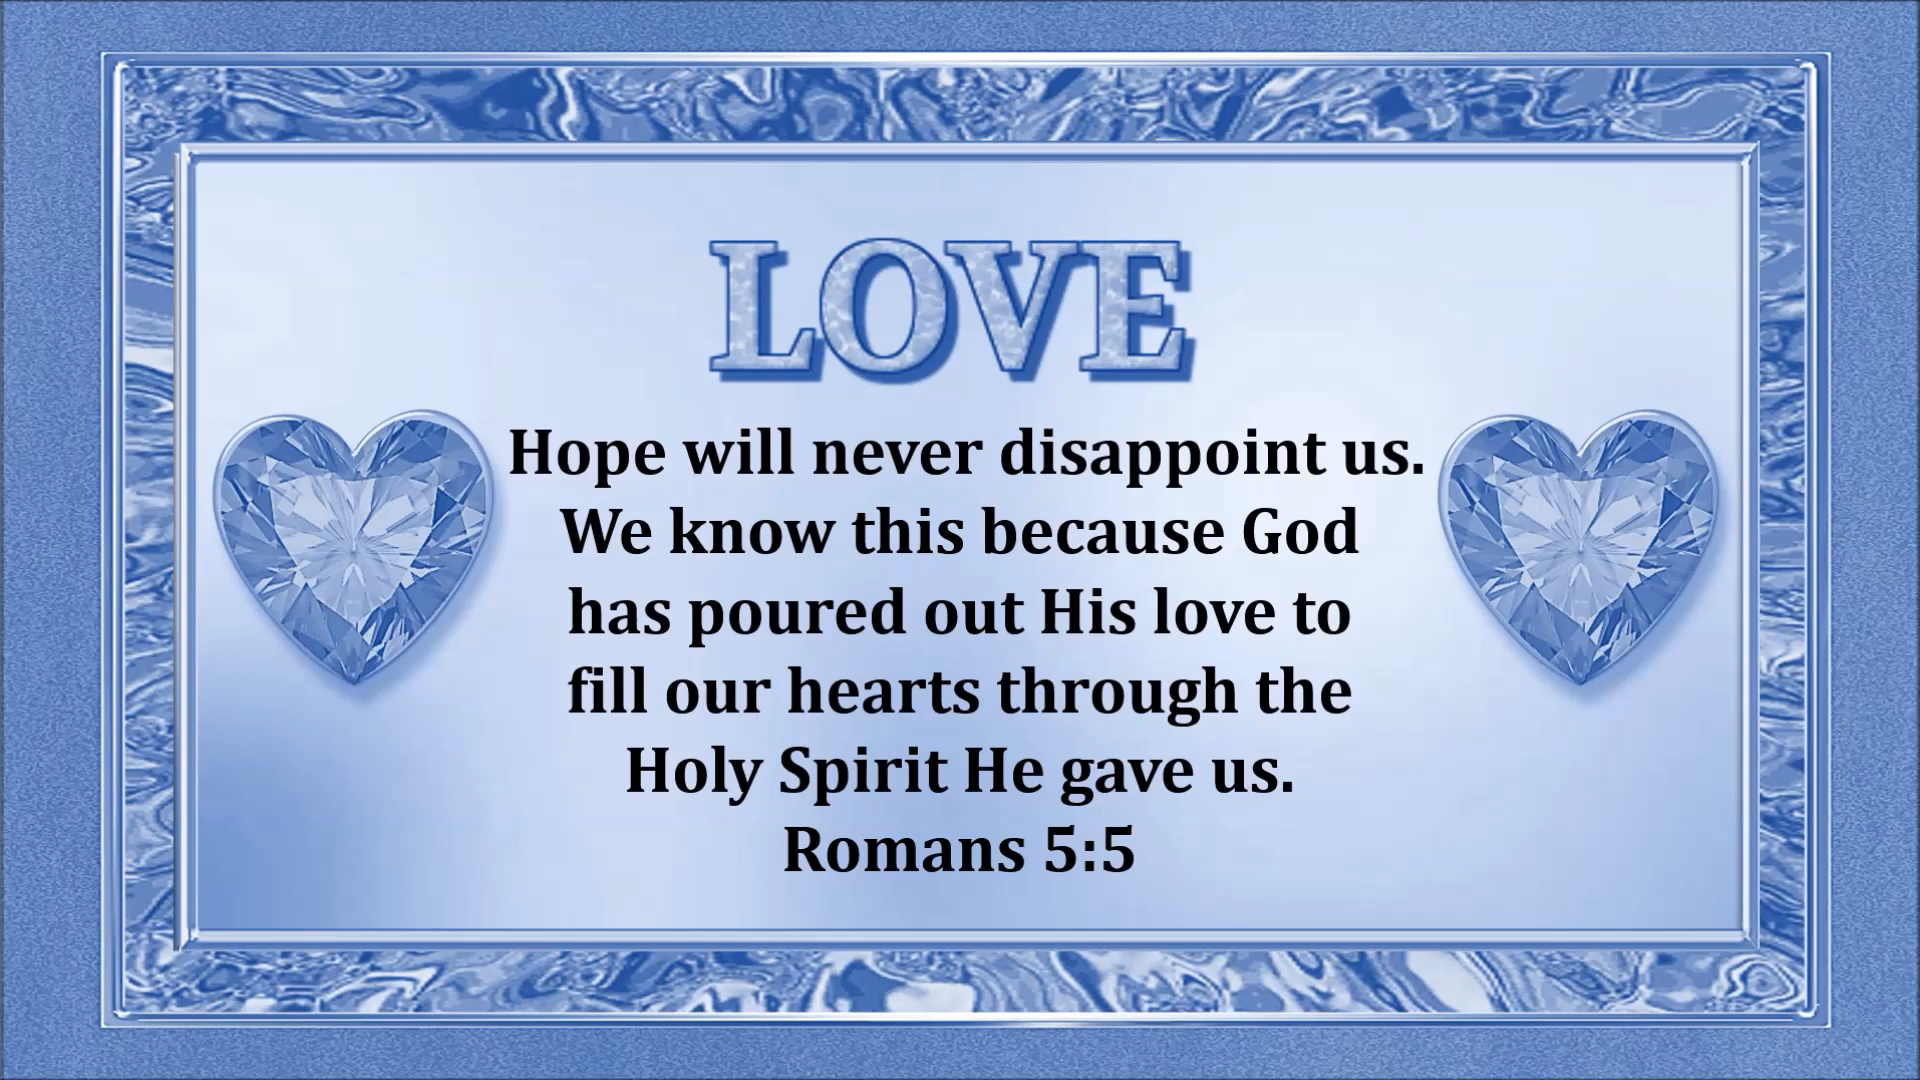 LOVE
Hope will never disappoint us.
We know this because God
has poured out His love to
fill our hearts through the
Holy Spirit He gave us.
Romans 5:5